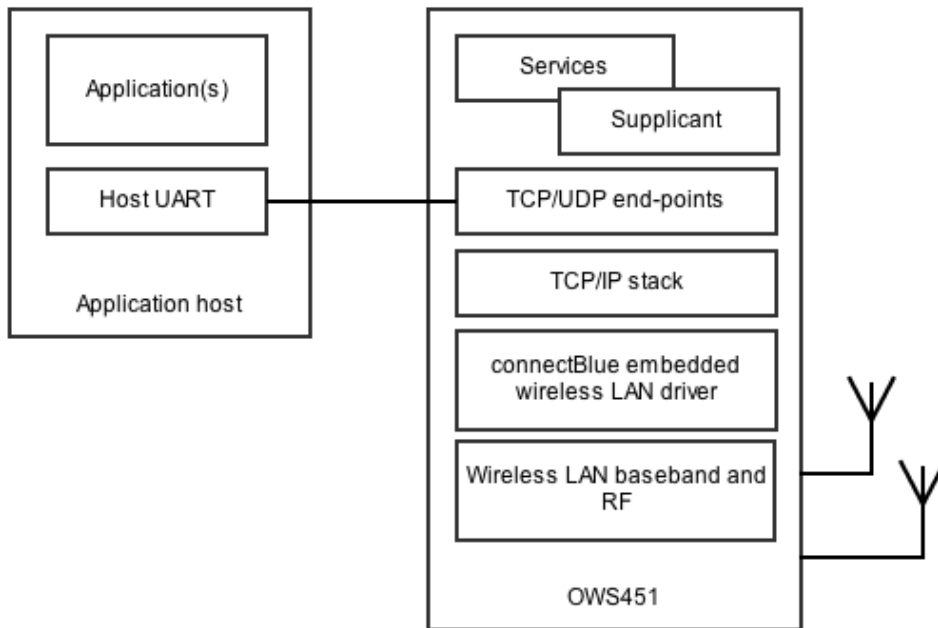 Application(s)
Host UART
Application host
Services
Supplicant
TCP/UDP end-points
TCP/IP stack
connectBlue embedded
wireless LAN driver
Wireless LAN baseband and
RF
OWS451